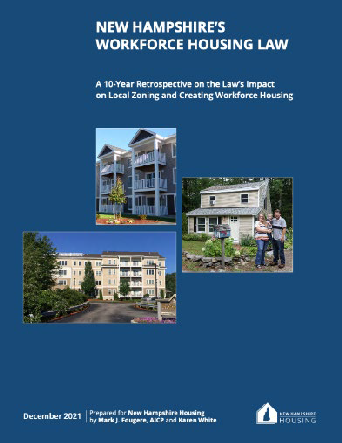 NEW HAMPSHIRE'S
WORKFORCE HOUSING LAW
A 10-Year Retrospective on the Law's Impact
on Local Zoning and Creating Workforce Housing
December 2021
Prepared for New Hampshire Housing
by Mark J. Fougere, AICP and Karen White
NEW HAMPSHIRE
HOUSING